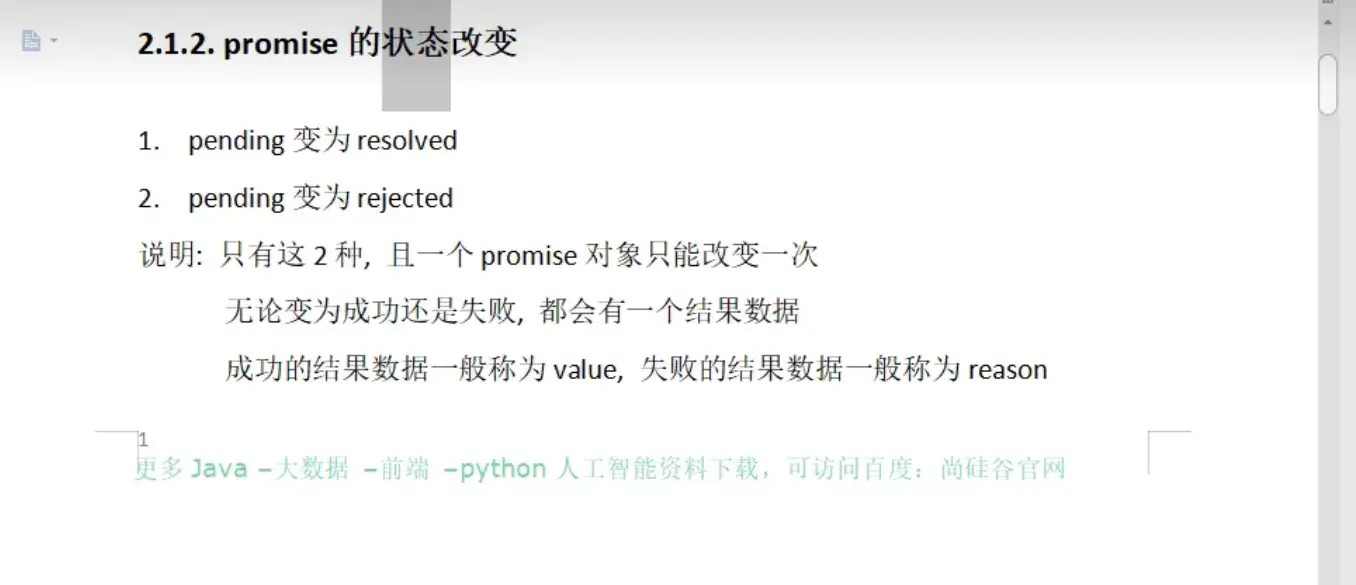 2.1.2. promise 的状态改变
1. pending 变为 resolved
2. pending 变为 rejected
说明: 只有这 2 种, 且一个 promise 对象只能改变一次
无论变为成功还是失败, 都会有一个结果数据
成功的结果数据一般称为 value, 失败的结果数据一般称为 reason
1
更多 Java –大数据 –前端 –python 人工智能资料下载，可访问百度：尚硅谷官网